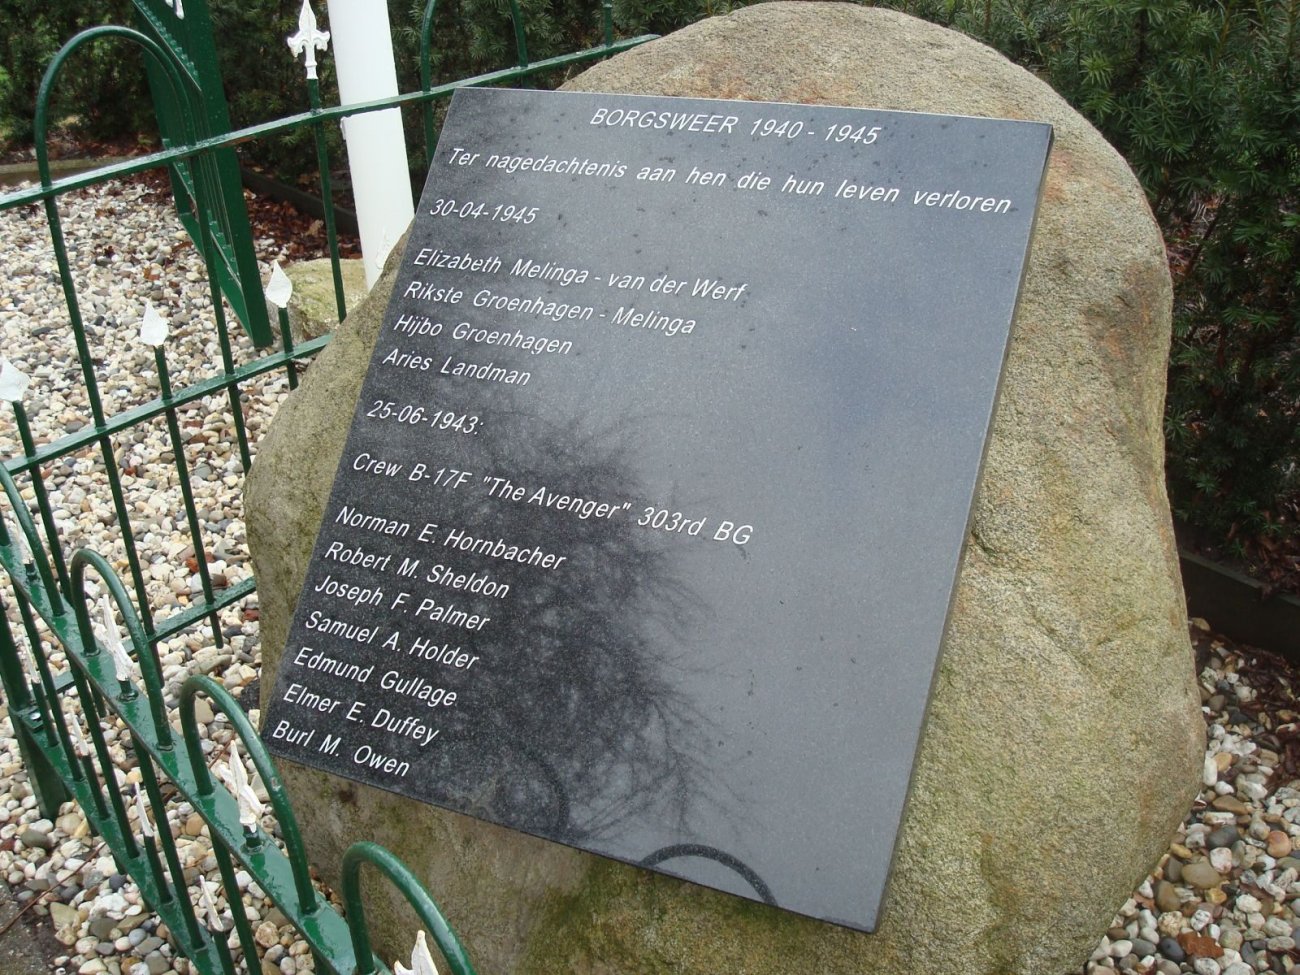 BORGSWEER 1940 - 1945
Ter nagedachtenis aan hen die hun leven verloren
30-04-1945
Elizabeth Melinga - van der Werf
Rikste Groenhagen - Melinga
Hijbo Groenhagen
Aries Landman
25-06-1943:
Crew B-17F "The Avenger" 303rd BG
Norman E. Hornbacher
Robert M. Sheldon
Joseph F. Palmer
Samuel A. Holder
Edmund Gullage
Elmer E. Duffey
Burl M. Owen